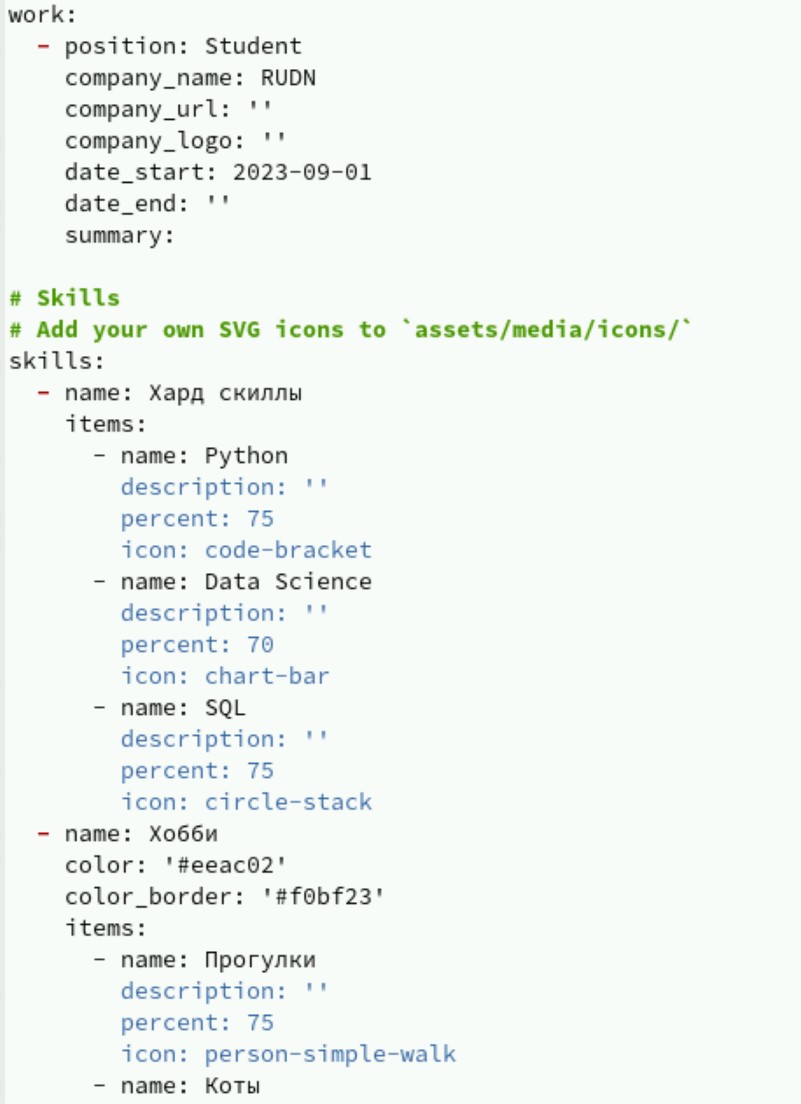 work:
  - position: Student
    company_name: RUDN
    company_url: ''
    company_logo: ''
    date_start: 2023-09-01
    date_end: ''
    summary:

# Skills
# Add your own SVG icons to `assets/media/icons/`
skills:
  - name: Хард скиллы
    items:
      - name: Python
        description: ''
        percent: 75
        icon: code-bracket
      - name: Data Science
        description: ''
        percent: 70
        icon: chart-bar
      - name: SQL
        description: ''
        percent: 75
        icon: circle-stack
  - name: Хобби
    color: '#eeac02'
    color_border: '#f0bf23'
    items:
      - name: Прогулки
        description: ''
        percent: 75
        icon: person-simple-walk
      - name: Коты